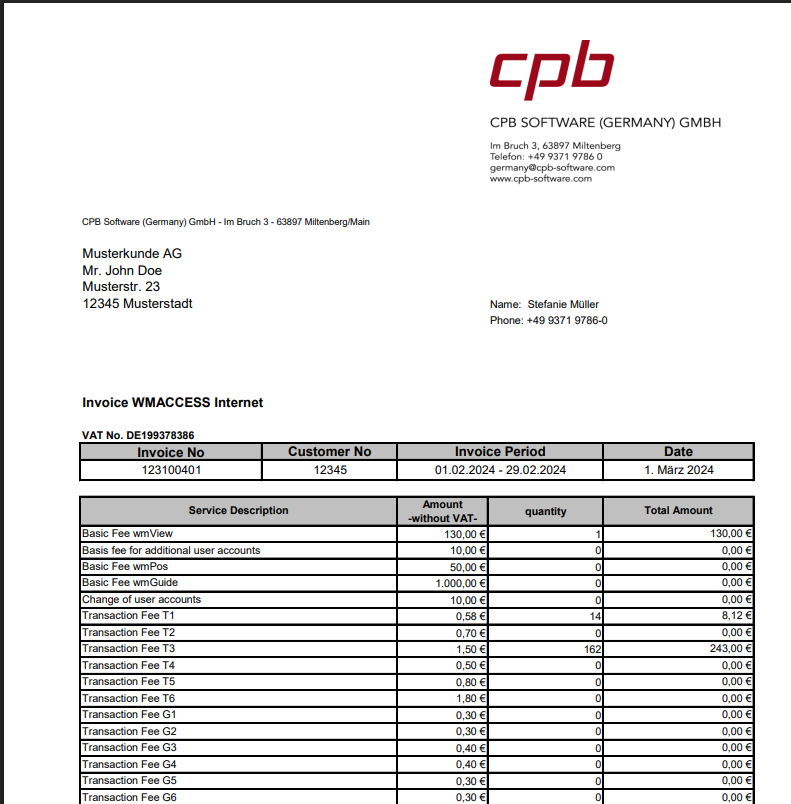 cpb
CPB SOFTWARE (GERMANY) GMBH
Im Bruch 3, 63897 Miltenberg
Telefon: +49 9371 9786 0
germany@cpb-software.com
www.cpb-software.com
CPB Software (Germany) GmbH - Im Bruch 3 - 63897 Miltenberg/Main
Musterkunde AG
Mr. John Doe
Musterstr. 23
12345 Musterstadt
Name: Stefanie Müller
Phone: +49 9371 9786-0
Invoice WMACCESS Internet
VAT No. DE199378386
Invoice No Customer No Invoice Period Date
123100401 12345 01.02.2024 - 29.02.2024 1. März 2024
Service Description Amount -without VAT- quantity Total Amount
Basic Fee wmView 130,00 € 1 130,00 €
Basis fee for additional user accounts 10,00 € 0 0,00 €
Basic Fee wmPos 50,00 € 0 0,00 €
Basic Fee wmGuide 1.000,00 € 0 0,00 €
Change of user accounts 10,00 € 0 0,00 €
Transaction Fee T1 0,58 € 14 8,12 €
Transaction Fee T2 0,70 € 0 0,00 €
Transaction Fee T3 1,50 € 162 243,00 €
Transaction Fee T4 0,50 € 0 0,00 €
Transaction Fee T5 0,80 € 0 0,00 €
Transaction Fee T6 1,80 € 0 0,00 €
Transaction Fee G1 0,30 € 0 0,00 €
Transaction Fee G2 0,30 € 0 0,00 €
Transaction Fee G3 0,40 € 0 0,00 €
Transaction Fee G4 0,40 € 0 0,00 €
Transaction Fee G5 0,30 € 0 0,00 €
Transaction Fee G6 0,30 € 0 0,00 €